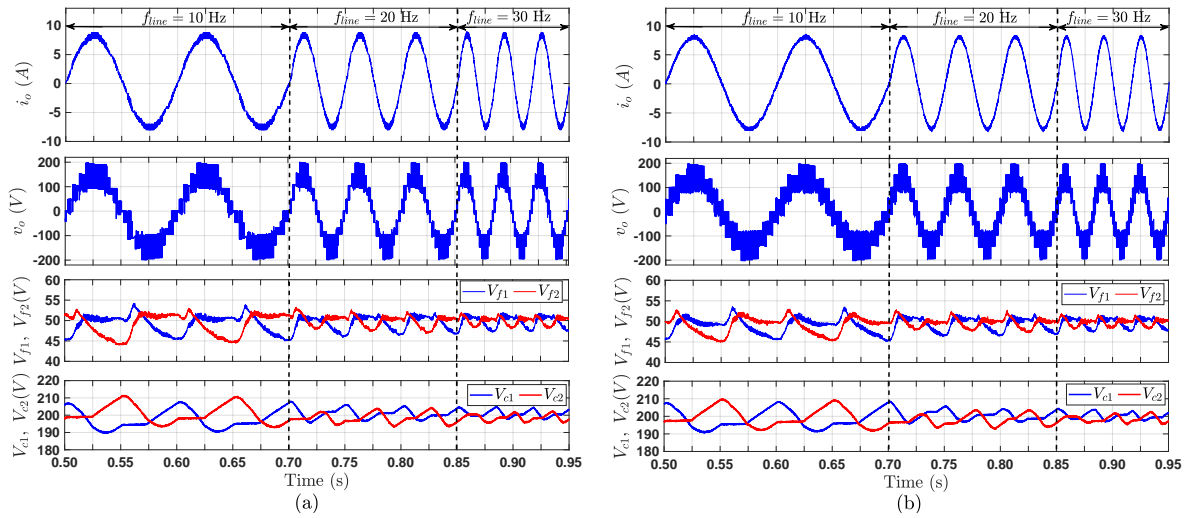 f_line = 10 Hz f_line = 20 Hz f_line = 30 Hz
10
5
0
-5
-10
i_o (A)
200
100
0
-100
-200
v_o (V)
60
55
50
45
40
V_f1, V_f2(V)
V_f1 V_f2
220
210
200
190
180
V_c1, V_c2(V)
V_c1 V_c2
0.50 0.55 0.60 0.65 0.70 0.75 0.80 0.85 0.90 0.95
Time (s)
(a)
f_line = 10 Hz f_line = 20 Hz f_line = 30 Hz
10
5
0
-5
-10
i_o (A)
200
100
0
-100
-200
v_o (V)
60
55
50
45
40
V_f1, V_f2(V)
V_f1 V_f2
220
210
200
190
180
V_c1, V_c2(V)
V_c1 V_c2
0.50 0.55 0.60 0.65 0.70 0.75 0.80 0.85 0.90 0.95
Time (s)
(b)